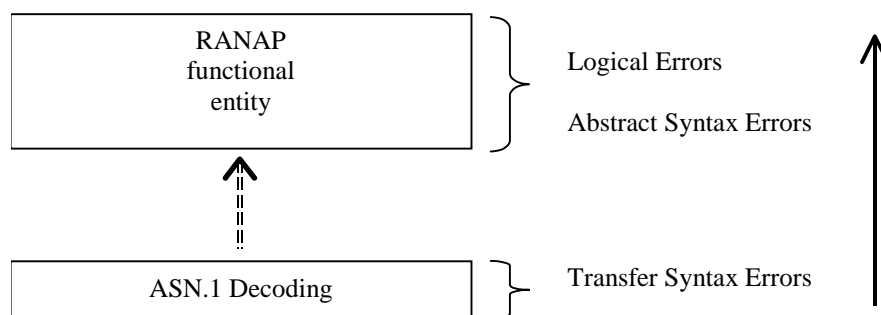 RANAP
functional
entity
Logical Errors
Abstract Syntax Errors
ASN.1 Decoding
Transfer Syntax Errors